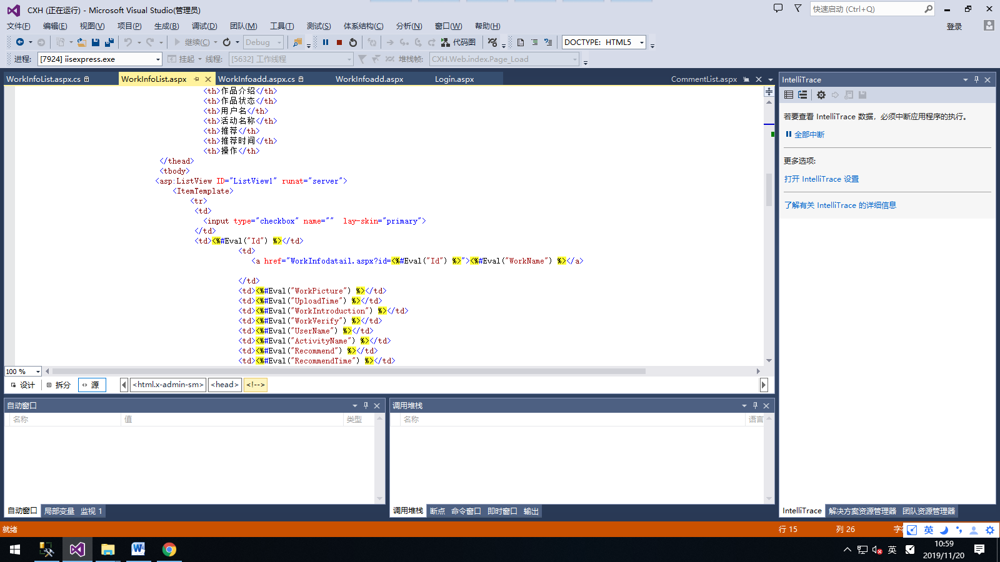 CXH (正在运行) - Microsoft Visual Studio(管理员)
快速启动 (Ctrl+Q)
文件(F) 编辑(E) 视图(V) 项目(P) 生成(B) 调试(D) 团队(M) 工具(T) 测试(S) 体系结构(C) 分析(N) 窗口(W) 帮助(H)
登录
继续(C) Debug 代码图 DOCTYPE: HTML5
进程: [7924] iisexpress.exe 挂起 线程: [5632] 工作线程 堆栈帧: CXH.Web.index.Page_Load
WorkInfoList.aspx.cs WorkInfoList.aspx WorkInfoadd.aspx.cs WorkInfoadd.aspx Login.aspx CommentList.aspx
<th>作品介绍</th>
<th>作品状态</th>
<th>用户名</th>
<th>活动名称</th>
<th>推荐</th>
<th>推荐时间</th>
<th>操作</th>
</thead>
<tbody>
<asp:ListView ID="ListView1" runat="server">
<ItemTemplate>
<tr>
<td>
<input type="checkbox" name=""  lay-skin="primary">
</td>
<td><%#Eval("Id") %></td>
<td>
<a href="WorkInfodatail.aspx?id=<%#Eval("Id") %>"><%#Eval("WorkName") %></a>
</td>
<td><%#Eval("WorkPicture") %></td>
<td><%#Eval("UploadTime") %></td>
<td><%#Eval("WorkIntroduction") %></td>
<td><%#Eval("WorkVerify") %></td>
<td><%#Eval("UserName") %></td>
<td><%#Eval("ActivityName") %></td>
<td><%#Eval("Recommend") %></td>
<td><%#Eval("RecommendTime") %></td>
100 %
设计 拆分 源 <html.x-admin-sm> <head> <!-->
自动窗口
名称 值 类型
自动窗口 局部变量 监视 1
调用堆栈
名称 语言
调用堆栈 断点 命令窗口 即时窗口 输出
IntelliTrace
若要查看 IntelliTrace 数据，必须中断应用程序的执行。
全部中断
更多选项:
打开 IntelliTrace 设置
了解有关 IntelliTrace 的详细信息
IntelliTrace 解决方案资源管理器 团队资源管理器
就绪 行 15 列 26 英
英 10:59
2019/11/20